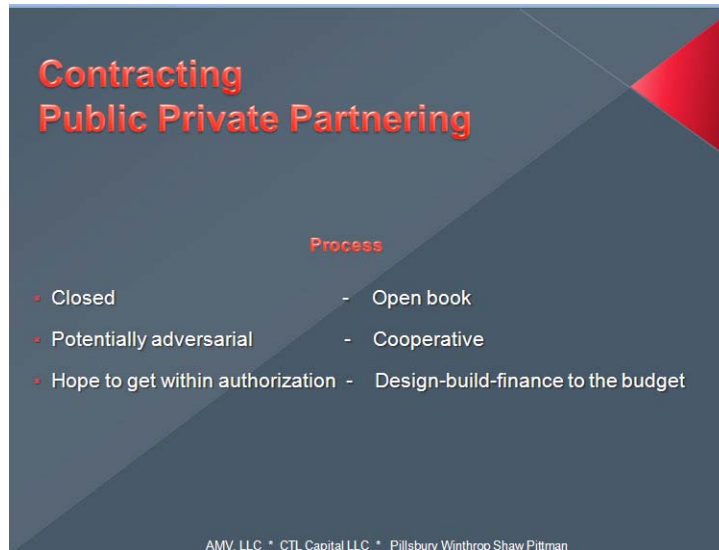 Contracting
Public Private Partnering
Process
▪ Closed - Open book
▪ Potentially adversarial - Cooperative
▪ Hope to get within authorization - Design-build-finance to the budget
AMV, LLC * CTL Capital LLC * Pillsbury Winthrop Shaw Pittman